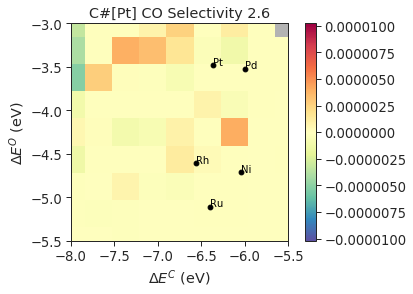 C#[Pt] CO Selectivity 2.6
−3.0
−3.5
−4.0
−4.5
−5.0
−5.5
ΔE^O (eV)
Pt
Pd
Rh
Ni
Ru
−8.0 −7.5 −7.0 −6.5 −6.0 −5.5
ΔE^C (eV)
0.0000100
0.0000075
0.0000050
0.0000025
0.0000000
−0.0000025
−0.0000050
−0.0000075
−0.0000100